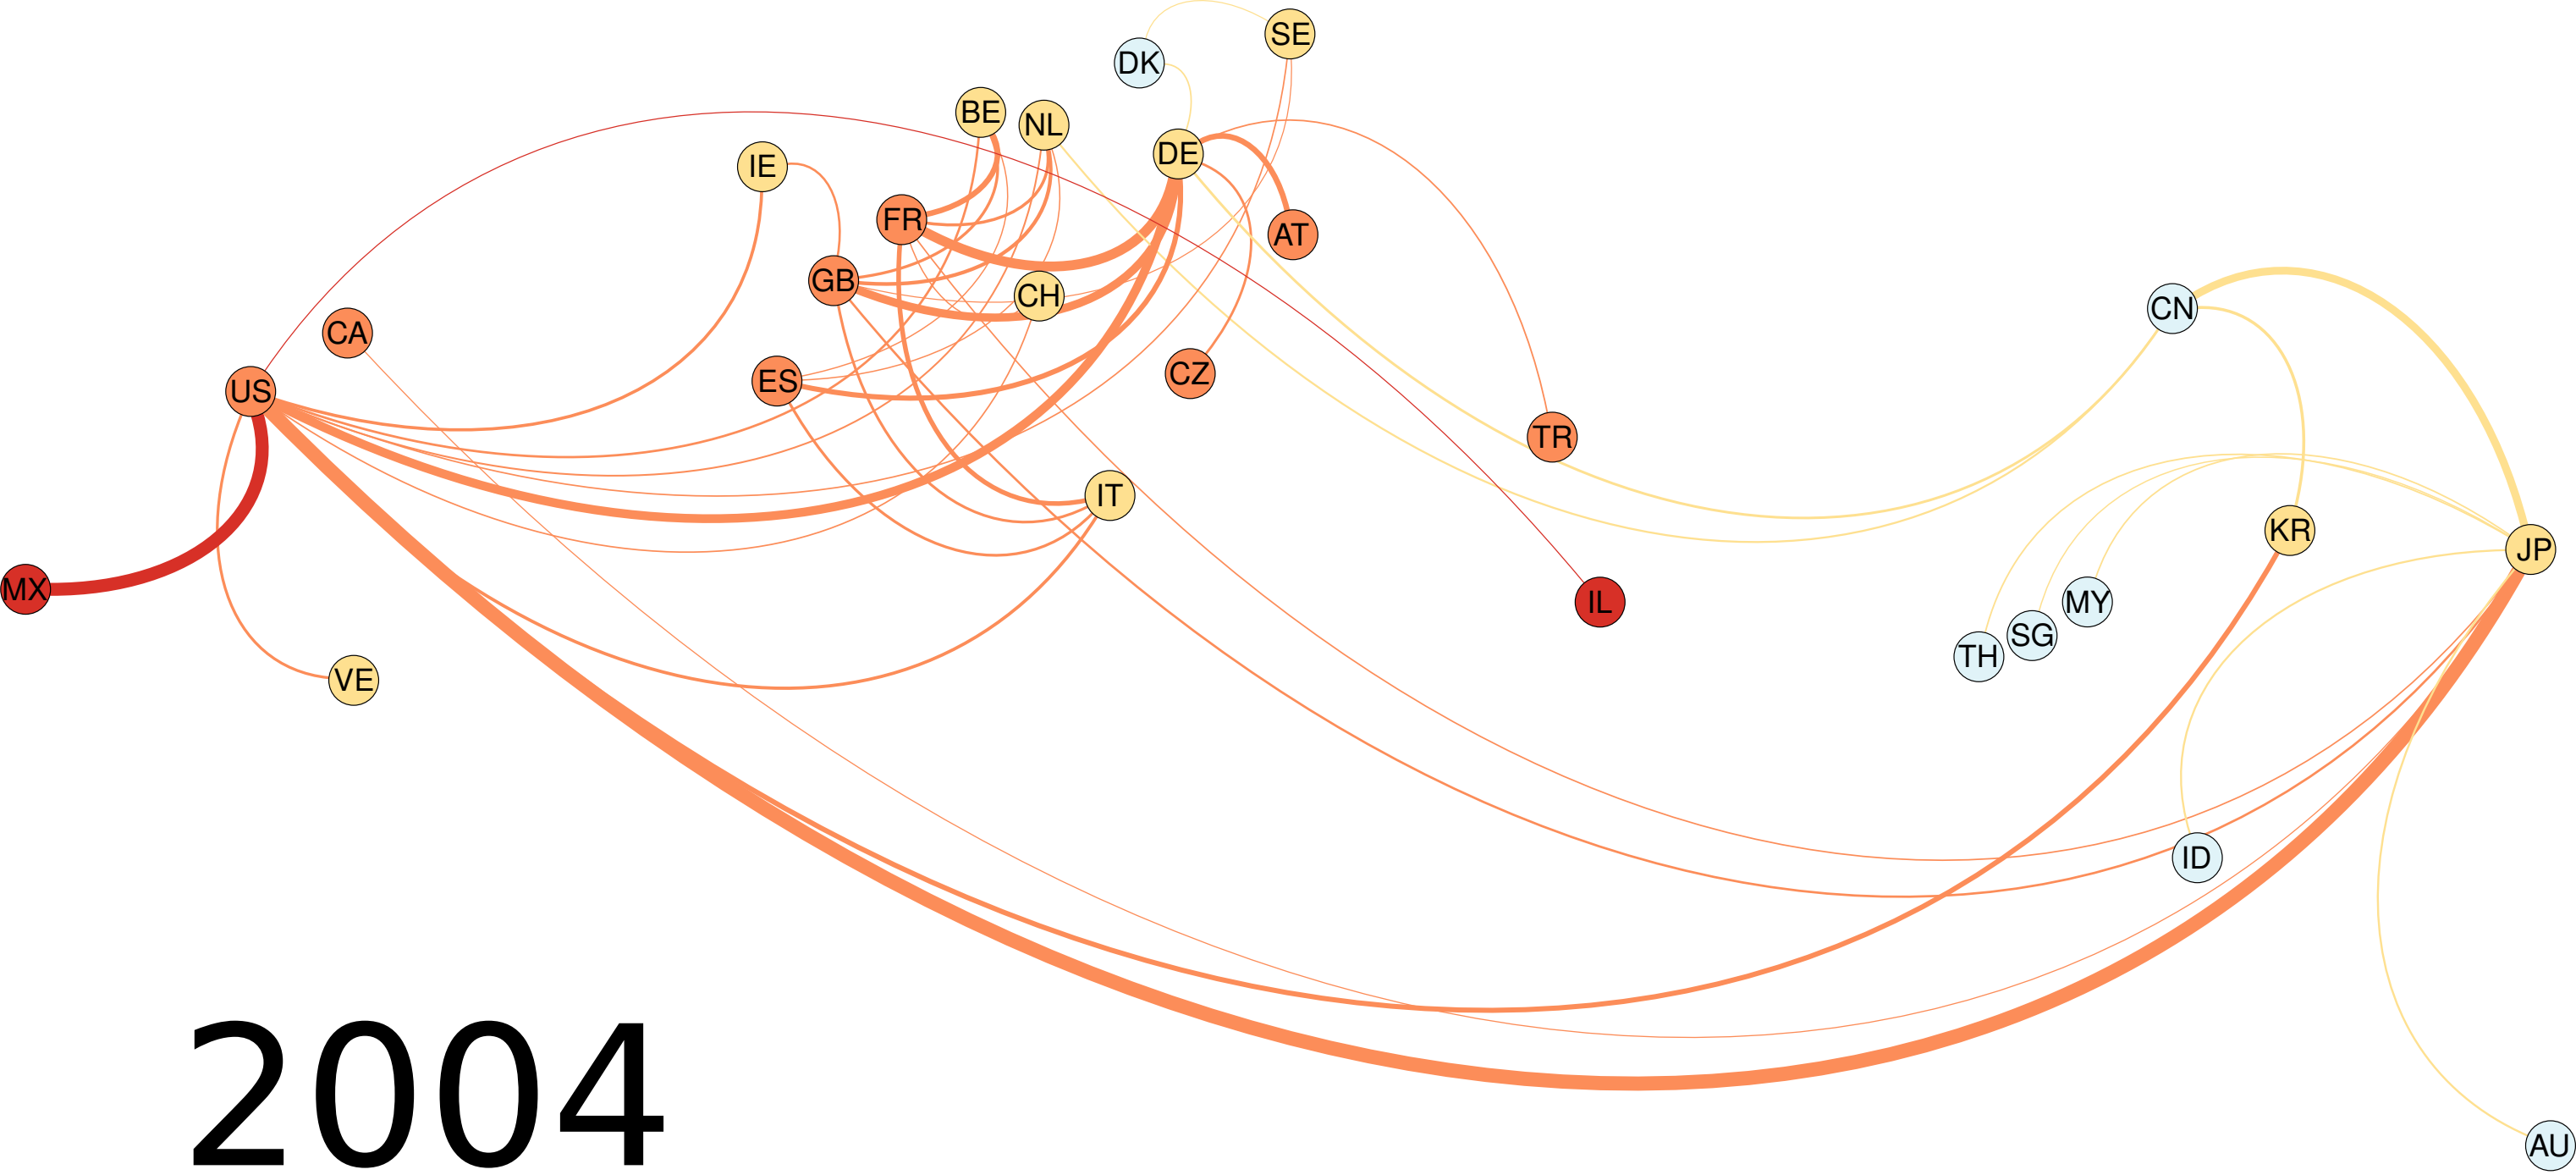 SE
DK
BE
NL
DE
IE
FR
AT
GB
CH
CN
CA
CZ
ES
US
TR
IT
KR
JP
MX
IL
MY
SG
TH
VE
ID
2004
AU